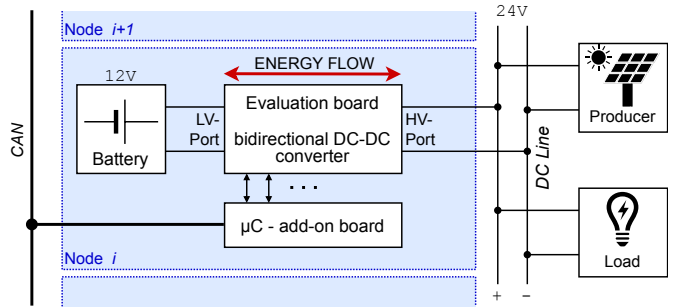 Node i+1
24V
12V
ENERGY FLOW
CAN
Battery
LV-
Port
Evaluation board
bidirectional DC-DC
converter
HV-
Port
DC Line
Producer
. . .
µC - add-on board
Node i
Load
+ −